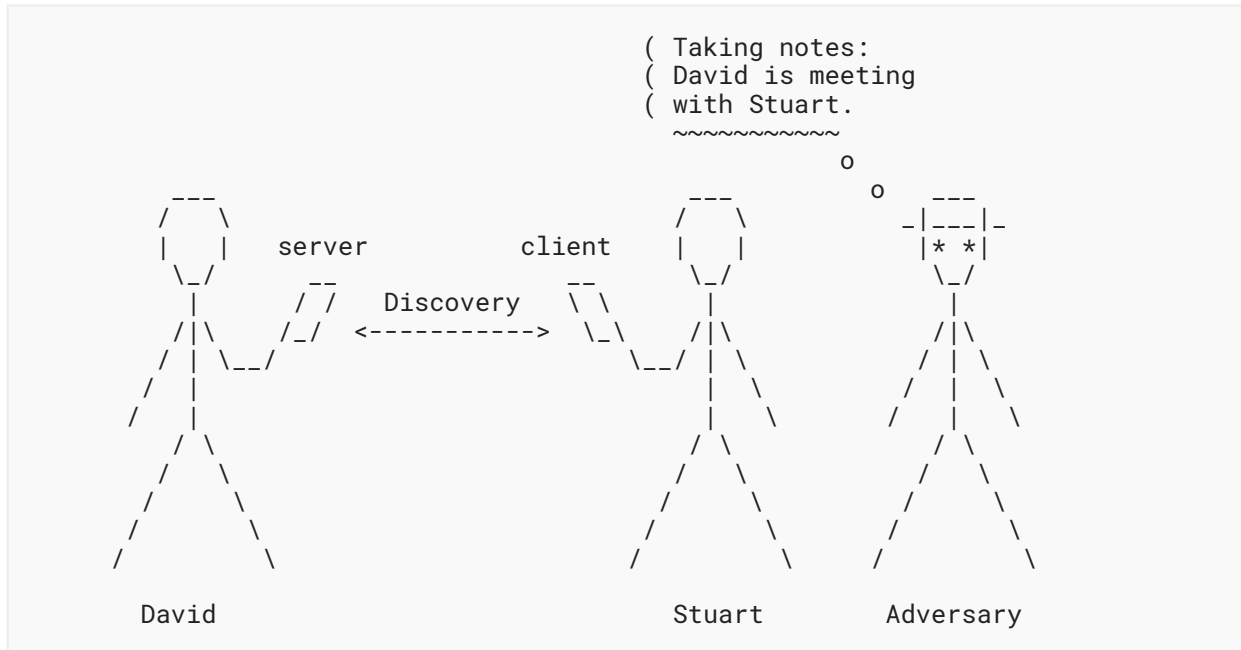 ( Taking notes:
( David is meeting
( with Stuart.
~~~~~~~~~~~
o
o
server client
Discovery
<----------->
David Stuart Adversary